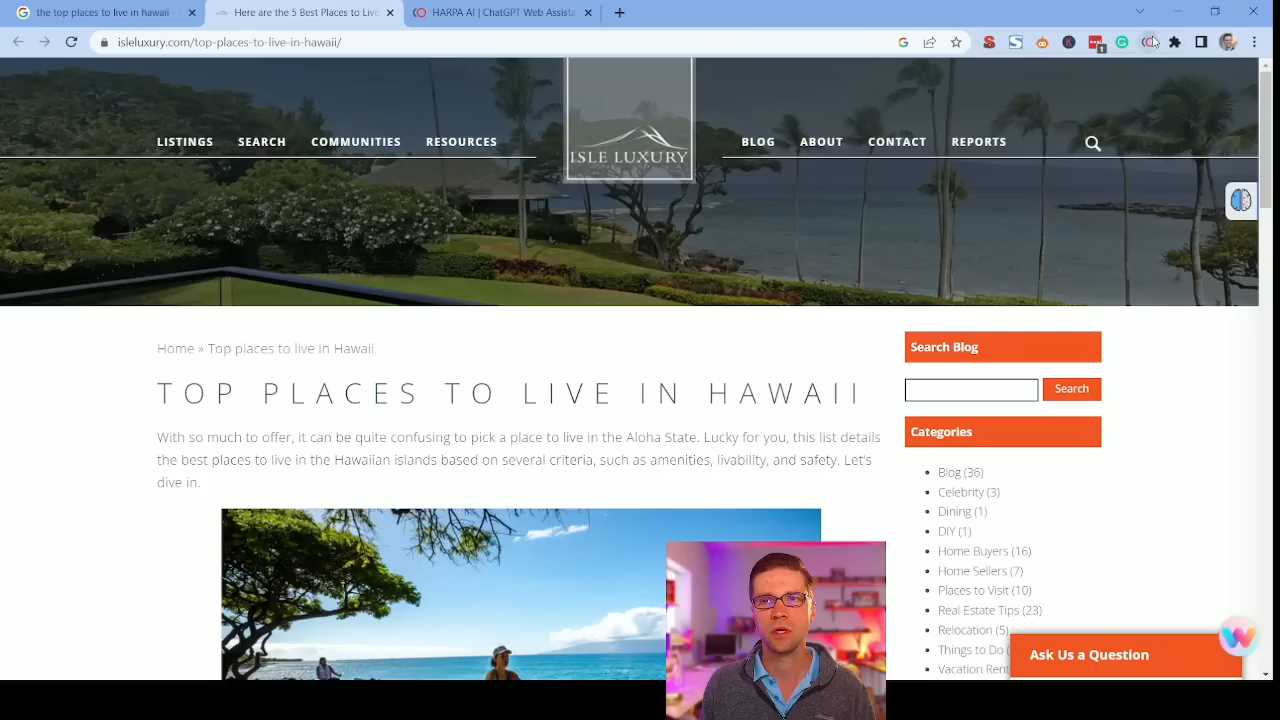 the top places to live in hawaii -
Here are the 5 Best Places to Live
HARPA AI | ChatGPT Web Assista
isleluxury.com/top-places-to-live-in-hawaii/
LISTINGS SEARCH COMMUNITIES RESOURCES
ISLE LUXURY
BLOG ABOUT CONTACT REPORTS
Home » Top places to live in Hawaii
TOP PLACES TO LIVE IN HAWAII
With so much to offer, it can be quite confusing to pick a place to live in the Aloha State. Lucky for you, this list details
the best places to live in the Hawaiian islands based on several criteria, such as amenities, livability, and safety. Let's
dive in.
Search Blog
Search
Categories
Blog (36)
Celebrity (3)
Dining (1)
DIY (1)
Home Buyers (16)
Home Sellers (7)
Places to Visit (10)
Real Estate Tips (23)
Relocation (5)
Things to Do
Vacation Rent
Ask Us a Question